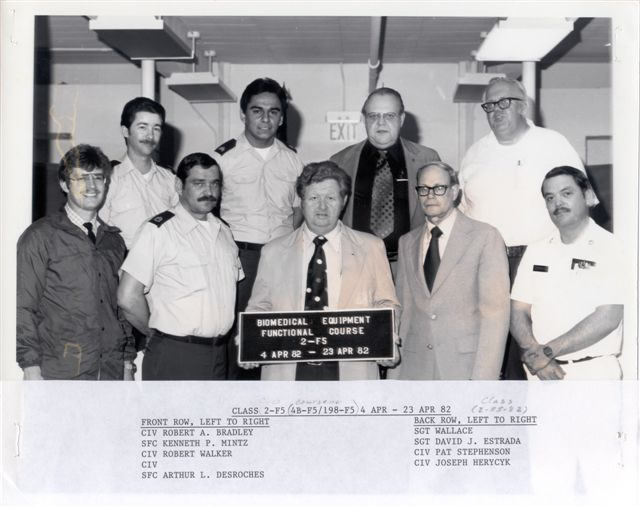 EXIT
BIOMEDICAL EQUIPMENT
FUNCTIONAL COURSE
2-F5
4 APR 82 — 23 APR 82
CLASS 2-F5/4B-F5/198-F5/4 APR - 23 APR 82
Class
(2-F5-82)
FRONT ROW, LEFT TO RIGHT
CIV ROBERT A. BRADLEY
SFC KENNETH P. MINTZ
CIV ROBERT WALKER
CIV
SFC ARTHUR L. DESROCHES
BACK ROW, LEFT TO RIGHT
SGT WALLACE
SGT DAVID J. ESTRADA
CIV PAT STEPHENSON
CIV JOSEPH HERYCYK